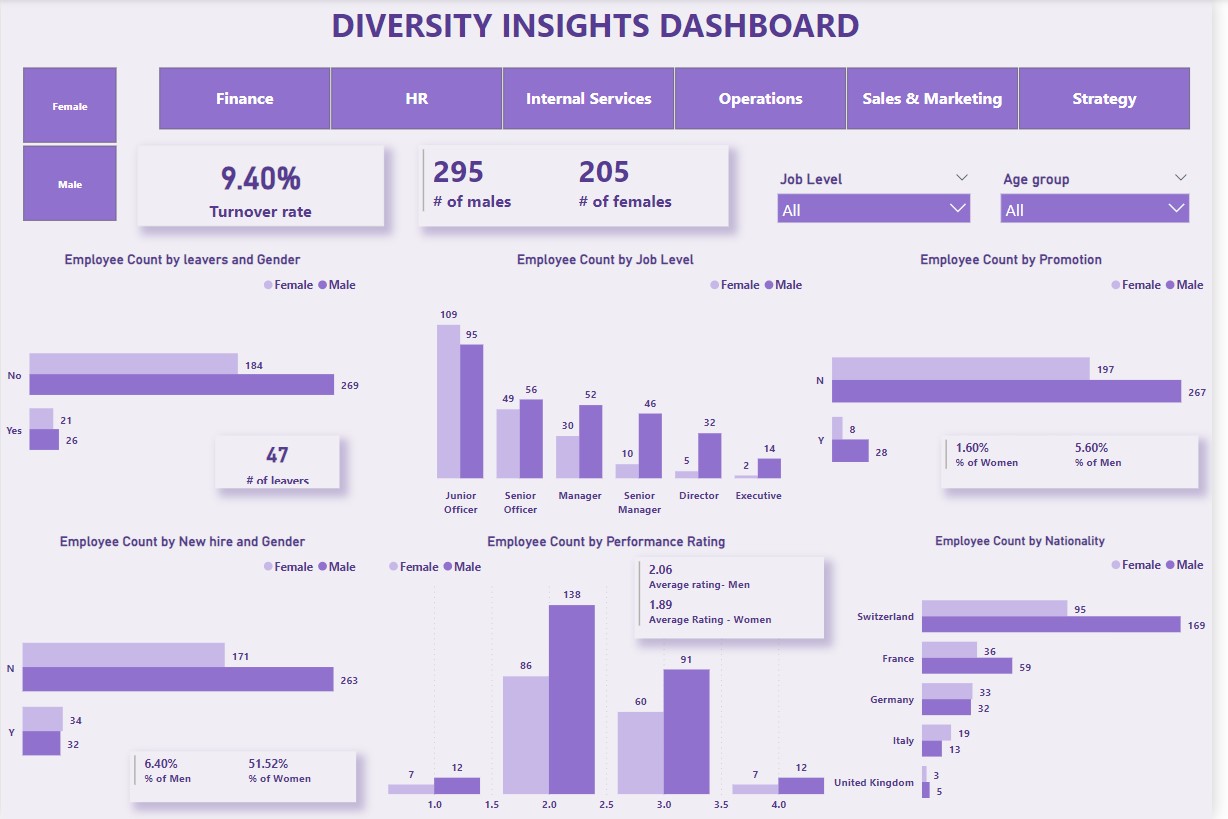 DIVERSITY INSIGHTS DASHBOARD
Female
Male
Finance
HR
Internal Services
Operations
Sales & Marketing
Strategy
9.40%
Turnover rate
295
# of males
205
# of females
Job Level
All
Age group
All
Employee Count by leavers and Gender
Female Male
No
184
269
Yes
21
26
47
# of leavers
Employee Count by Job Level
Female Male
109
95
49
56
30
52
10
46
5
32
2
14
Junior
Officer
Senior
Officer
Manager
Senior
Manager
Director
Executive
Employee Count by Promotion
Female Male
N
197
267
Y
8
28
1.60%
% of Women
5.60%
% of Men
Employee Count by New hire and Gender
Female Male
N
171
263
Y
34
32
6.40%
% of Men
51.52%
% of Women
Employee Count by Performance Rating
Female Male
2.06
Average rating- Men
1.89
Average Rating - Women
7
12
86
138
60
91
7
12
1.0
1.5
2.0
2.5
3.0
3.5
4.0
Employee Count by Nationality
Female Male
Switzerland
95
169
France
36
59
Germany
33
32
Italy
19
13
United Kingdom
3
5